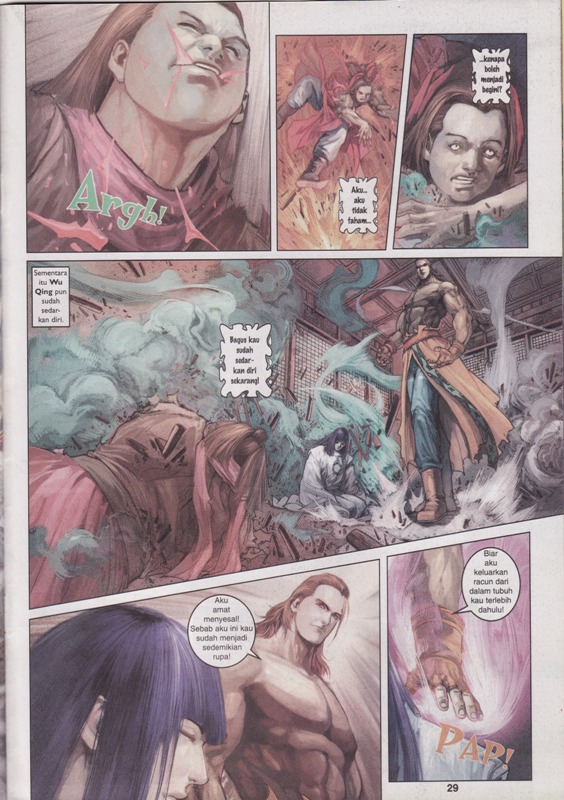 Argh!
Aku...
aku
tidak
faham...
..kenapa
boleh
menjadi
begini?
Sementara
itu Wu
Qing pun
sudah
sedar-
kan diri.
Bagus kau
sudah
sedar-
kan diri
sekarang!
Aku
amat
menyesal!
Sebab aku ini kau
sudah menjadi
sedemikian
rupa!
Biar
aku
keluarkan
racun dari
dalam tubuh
kau terlebih
dahulu!
PAP!
29